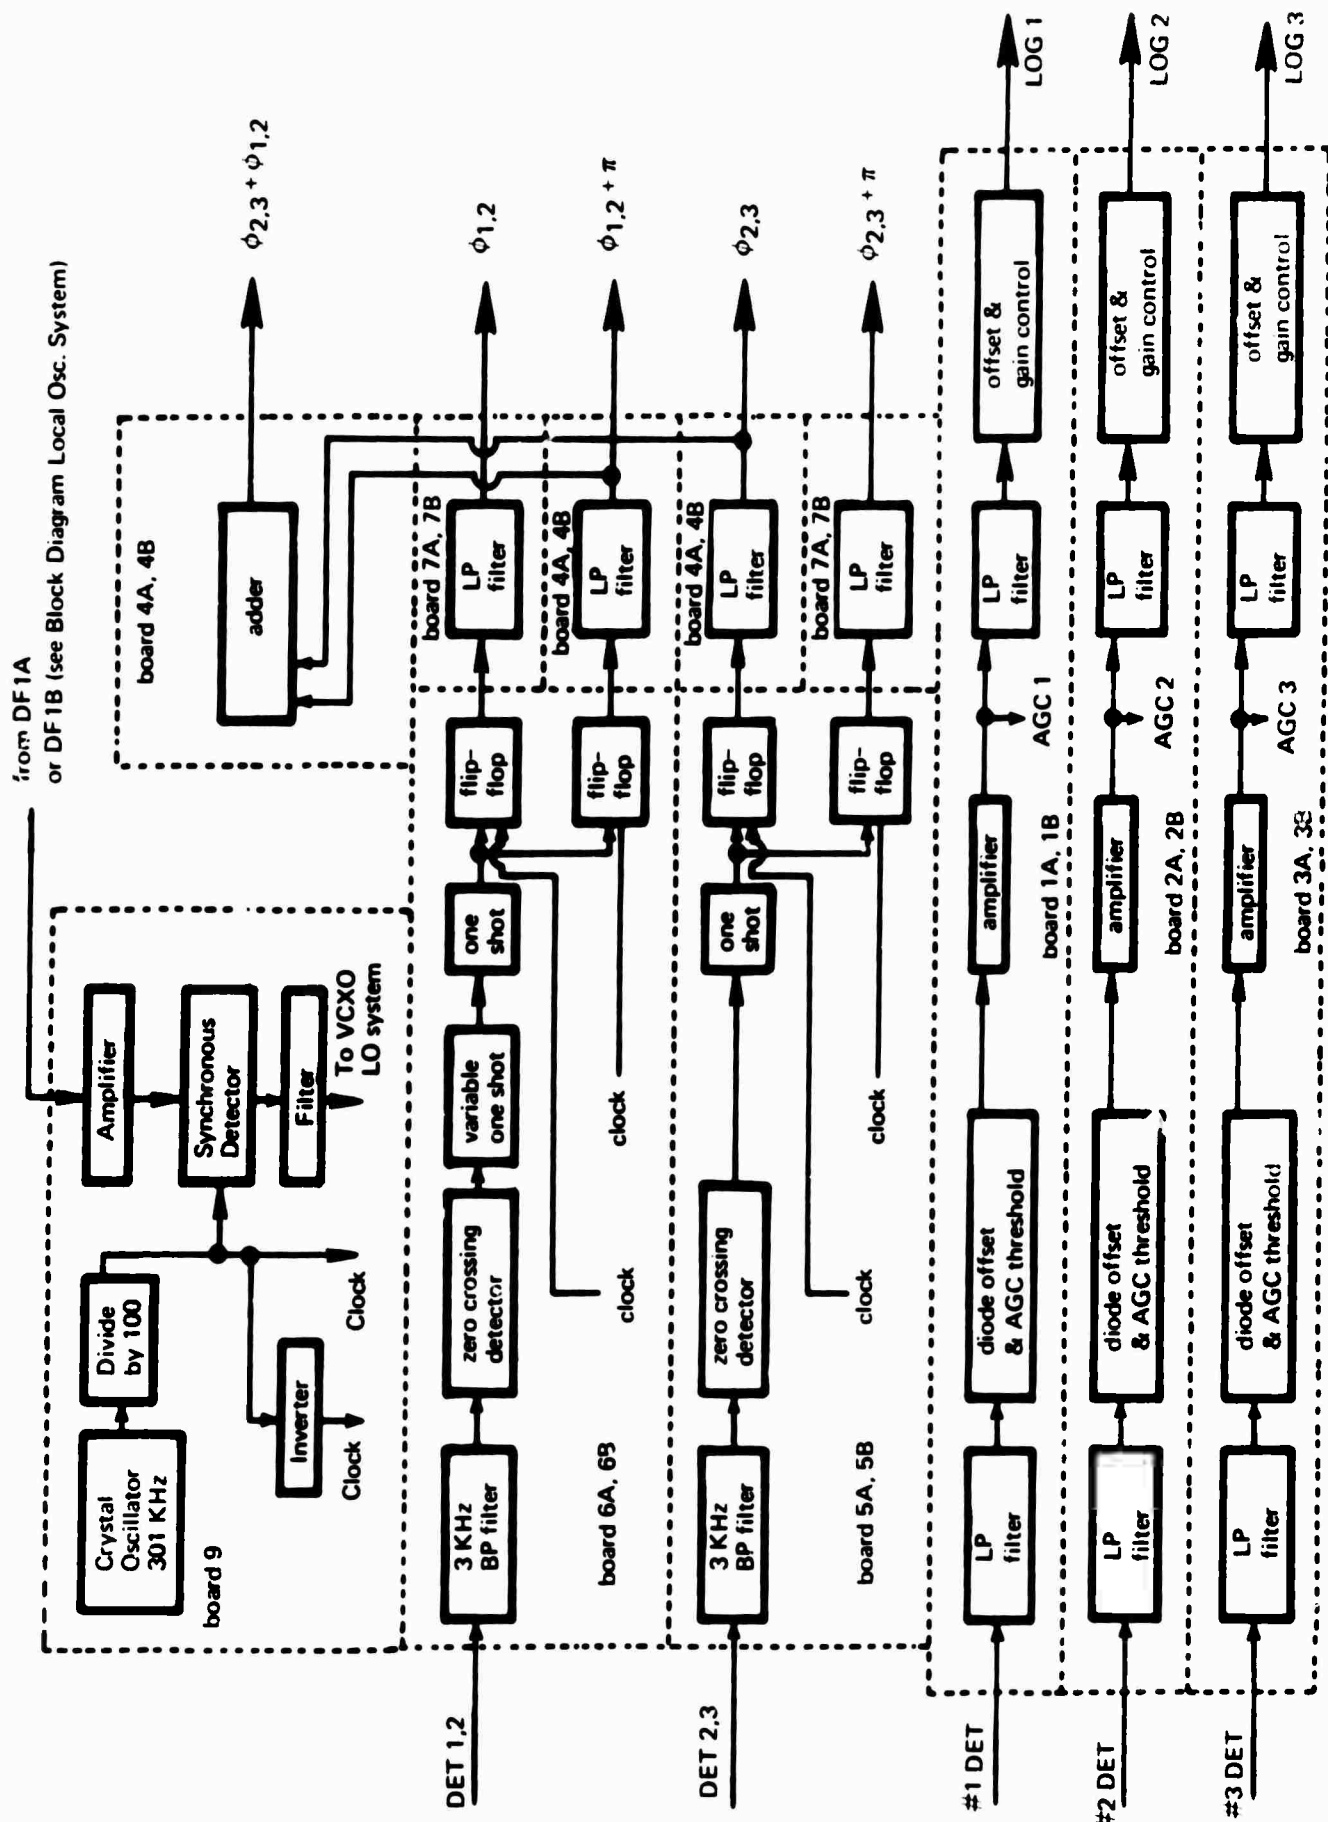 from DF1A
or DF1B (see Block Diagram Local Osc. System)
Crystal
Oscillator
301 KHz
board 9
Divide
by 100
Inverter
Clock
Clock
Amplifier
Synchronous
Detector
Filter
To VCXO
LO system
board 4A, 4B
adder
ϕ2,3 + ϕ1,2
DET 1,2
3 KHz
BP filter
zero crossing
detector
variable
one shot
one
shot
flip-
flop
board 7A, 7B
LP
filter
ϕ1,2
board 6A, 6B
clock
clock
flip-
flop
board 4A, 4B
LP
filter
ϕ1,2 + π
DET 2,3
3 KHz
BP filter
zero crossing
detector
one
shot
flip-
flop
board 4A, 4B
LP
filter
ϕ2,3
board 5A, 5B
clock
clock
flip-
flop
board 7A, 7B
LP
filter
ϕ2,3 + π
#1 DET
LP
filter
diode offset
& AGC threshold
amplifier
board 1A, 1B
AGC 1
LP
filter
offset &
gain control
LOG 1
#2 DET
LP
filter
diode offset
& AGC threshold
amplifier
board 2A, 2B
AGC 2
LP
filter
offset &
gain control
LOG 2
#3 DET
LP
filter
diode offset
& AGC threshold
amplifier
board 3A, 3B
AGC 3
LP
filter
offset &
gain control
LOG 3